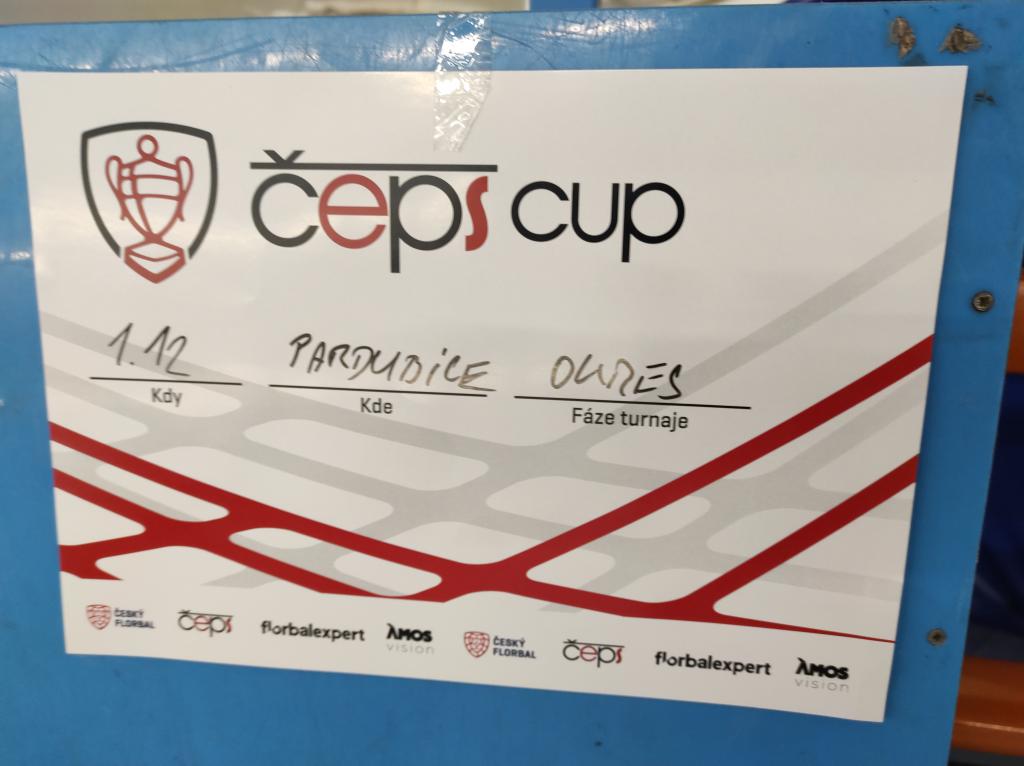 čeps cup
1.12 PARDUBICE OKRES
Kdy Kde Fáze turnaje
ČESKÝ FLORBAL čeps florbalexpert AMOS vision ČESKÝ FLORBAL čeps florbalexpert AMOS vision